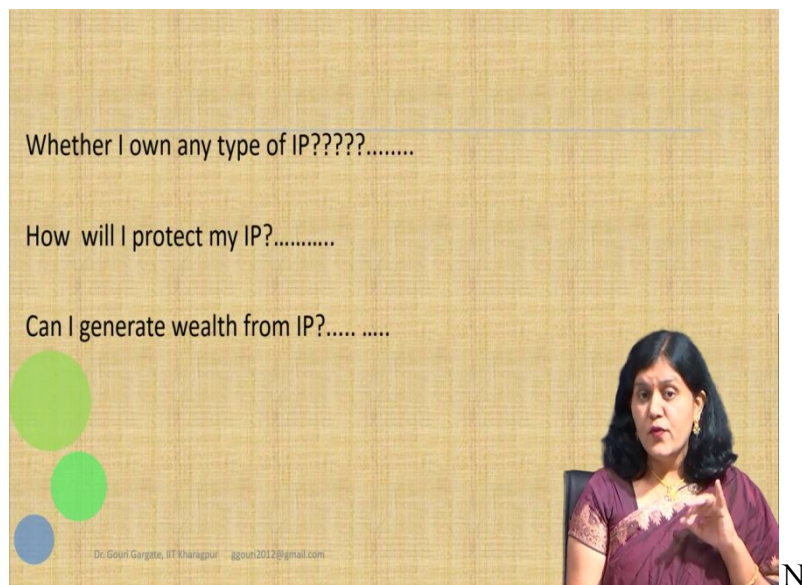 Whether I own any type of IP?????........
How will I protect my IP?...........
Can I generate wealth from IP?..... .....
Dr. Gouri Gargate, IIT Kharagpur ggouri2012@gmail.com
N